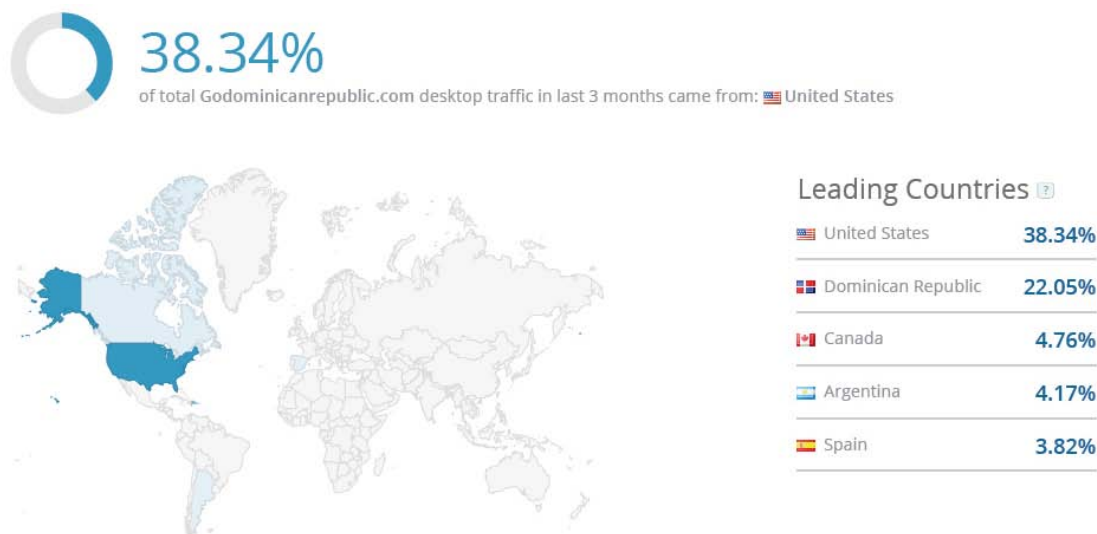 38.34%
of total Godominicanrepublic.com desktop traffic in last 3 months came from: United States
Leading Countries ?
United States 38.34%
Dominican Republic 22.05%
Canada 4.76%
Argentina 4.17%
Spain 3.82%